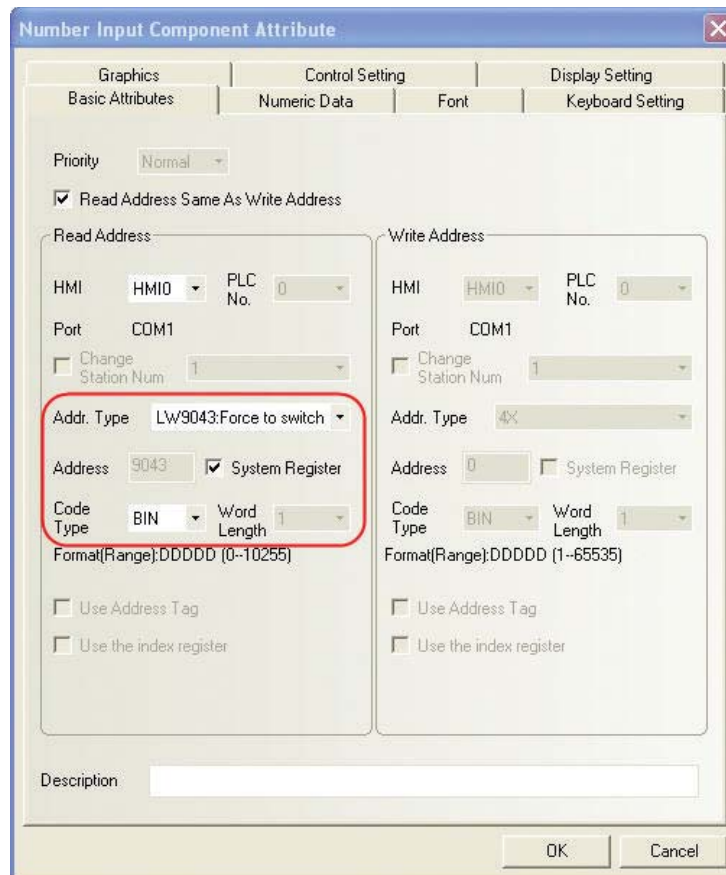 Number Input Component Attribute
Graphics Control Setting Display Setting
Basic Attributes Numeric Data Font Keyboard Setting
Priority Normal
Read Address Same As Write Address
Read Address
HMI HMI0 PLC No. 0
Port COM1
Change Station Num 1
Addr. Type LW9043:Force to switch
Address 9043 System Register
Code Type BIN Word Length 1
Format(Range):DDDDD (0--10255)
Use Address Tag
Use the index register
Write Address
HMI HMI0 PLC No. 0
Port COM1
Change Station Num 1
Addr. Type 4X
Address 0 System Register
Code Type BIN Word Length 1
Format(Range):DDDDD (1--65535)
Use Address Tag
Use the index register
Description
OK Cancel